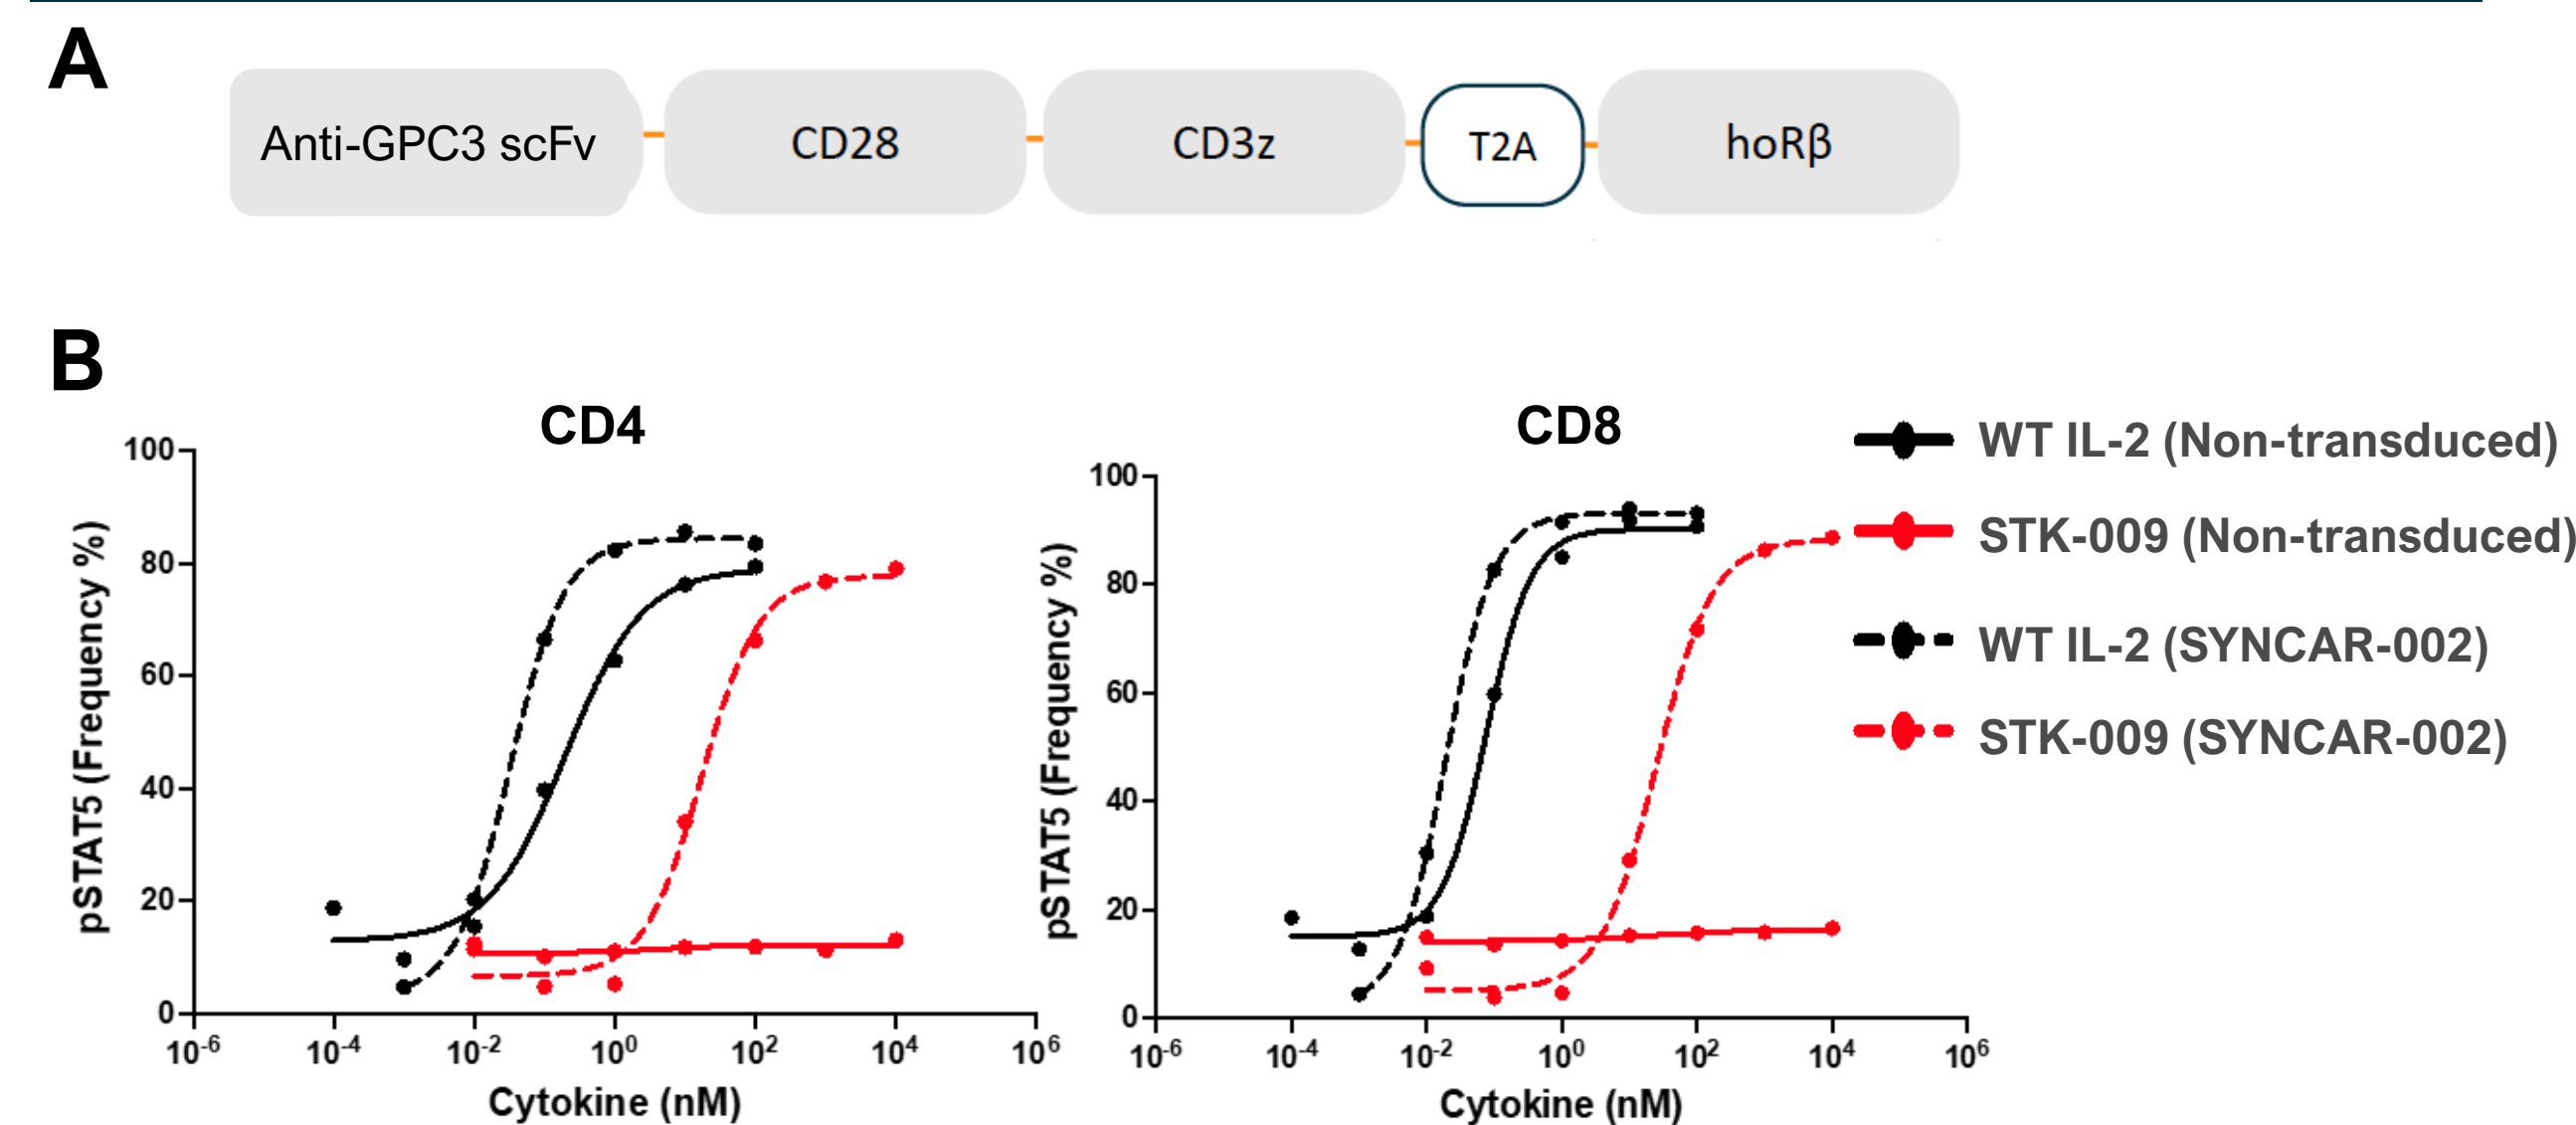 A
Anti-GPC3 scFv
CD28
CD3z
T2A
hoRβ
B
CD4
pSTAT5 (Frequency %)
100
80
60
40
20
0
10-6
10-4
10-2
100
102
104
106
Cytokine (nM)
CD8
pSTAT5 (Frequency %)
100
80
60
40
20
0
10-6
10-4
10-2
100
102
104
106
Cytokine (nM)
WT IL-2 (Non-transduced)
STK-009 (Non-transduced)
WT IL-2 (SYNCAR-002)
STK-009 (SYNCAR-002)